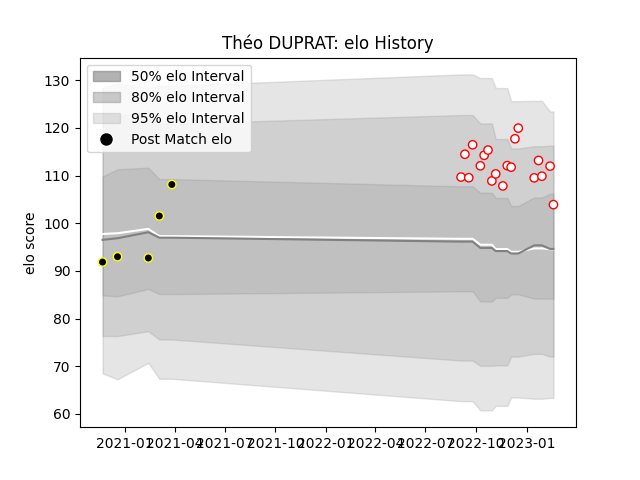 Théo DUPRAT: elo History
50% elo Interval
80% elo Interval
95% elo Interval
Post Match elo
elo score
130
120
110
100
90
80
70
60
2021-01 2021-04 2021-07 2021-10 2022-01 2022-04 2022-07 2022-10 2023-01